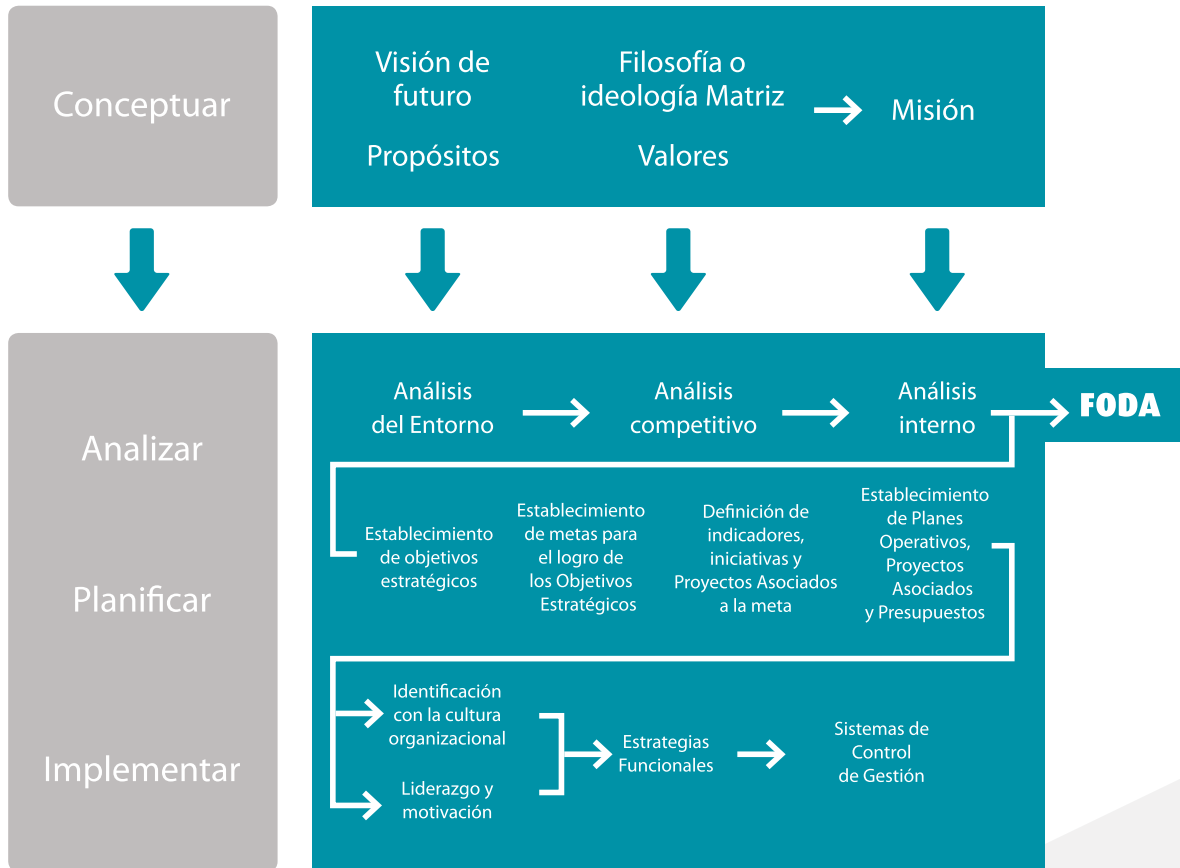 Conceptuar
Visión de
futuro
Propósitos
Filosofía o
ideología Matriz
Valores
Misión
Analizar
Planificar
Implementar
Análisis
del Entorno
Análisis
competitivo
Análisis
interno
FODA
Establecimiento
de objetivos
estratégicos
Establecimiento
de metas para
el logro de
los Objetivos
Estratégicos
Definición de
indicadores,
iniciativas y
Proyectos Asociados
a la meta
Establecimiento
de Planes
Operativos,
Proyectos
Asociados
y Presupuestos
Identificación
con la cultura
organizacional
Liderazgo y
motivación
Estrategias
Funcionales
Sistemas de
Control
de Gestión